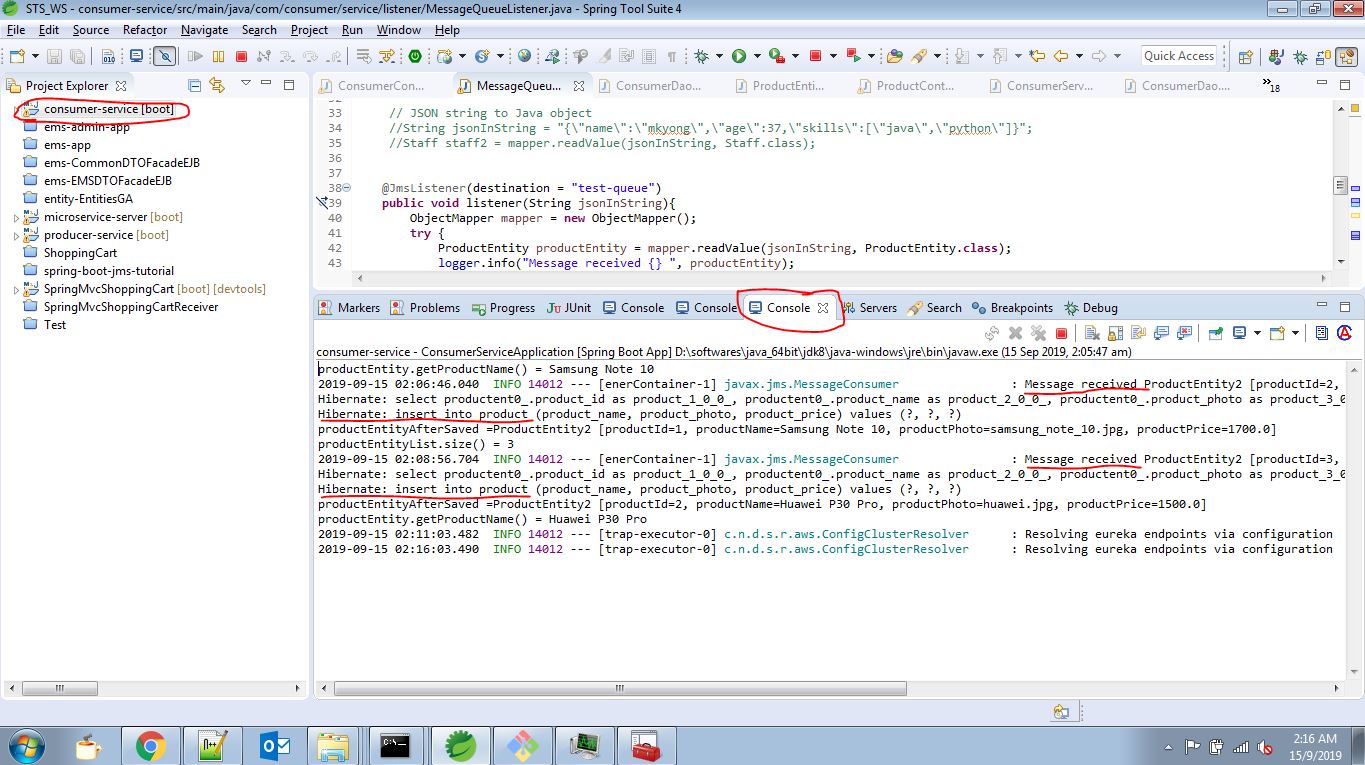 STS_WS - consumer-service/src/main/java/com/consumer/service/listener/MessageQueueListener.java - Spring Tool Suite 4
File Edit Source Refactor Navigate Search Project Run Window Help
Quick Access
Project Explorer
consumer-service [boot]
ems-admin-app
ems-app
ems-CommonDTOFacadeEJB
ems-EMSDTOFacadeEJB
entity-EntitiesGA
microservice-server [boot]
producer-service [boot]
ShoppingCart
spring-boot-jms-tutorial
SpringMvcShoppingCart [boot] [devtools]
SpringMvcShoppingCartReceiver
Test
ConsumerCon... MessageQueu... ConsumerDao... ProductEnti... ProductCont... ConsumerServ... ConsumerDao... »18
32
33 // JSON string to Java object
34 //String jsonInString = "{\"name\":\"mkyong\",\"age\":37,\"skills\":[\"java\",\"python\"]}";
35 //Staff staff2 = mapper.readValue(jsonInString, Staff.class);
36
37
38 @JmsListener(destination = "test-queue")
39 public void listener(String jsonInString){
40 ObjectMapper mapper = new ObjectMapper();
41 try {
42 ProductEntity productEntity = mapper.readValue(jsonInString, ProductEntity.class);
43 logger.info("Message received {} ", productEntity);
Markers Problems Progress JUnit Console Console Console Servers Search Breakpoints Debug
consumer-service - ConsumerServiceApplication [Spring Boot App] D:\softwares\java_64bit\jdk8\java-windows\jre\bin\javaw.exe (15 Sep 2019, 2:05:47 am)
productEntity.getProductName() = Samsung Note 10
2019-09-15 02:06:46.040 INFO 14012 --- [enerContainer-1] javax.jms.MessageConsumer : Message received ProductEntity2 [productId=2,
Hibernate: select productent0_.product_id as product_1_0_0_, productent0_.product_name as product_2_0_0_, productent0_.product_photo as product_3_0
Hibernate: insert into product (product_name, product_photo, product_price) values (?, ?, ?)
productEntityAfterSaved =ProductEntity2 [productId=1, productName=Samsung Note 10, productPhoto=samsung_note_10.jpg, productPrice=1700.0]
productEntityList.size() = 3
2019-09-15 02:08:56.704 INFO 14012 --- [enerContainer-1] javax.jms.MessageConsumer : Message received ProductEntity2 [productId=3,
Hibernate: select productent0_.product_id as product_1_0_0_, productent0_.product_name as product_2_0_0_, productent0_.product_photo as product_3_0
Hibernate: insert into product (product_name, product_photo, product_price) values (?, ?, ?)
productEntityAfterSaved =ProductEntity2 [productId=2, productName=Huawei P30 Pro, productPhoto=huawei.jpg, productPrice=1500.0]
productEntity.getProductName() = Huawei P30 Pro
2019-09-15 02:11:03.482 INFO 14012 --- [trap-executor-0] c.n.d.s.r.aws.ConfigClusterResolver : Resolving eureka endpoints via configuration
2019-09-15 02:16:03.490 INFO 14012 --- [trap-executor-0] c.n.d.s.r.aws.ConfigClusterResolver : Resolving eureka endpoints via configuration
2:16 AM
15/9/2019